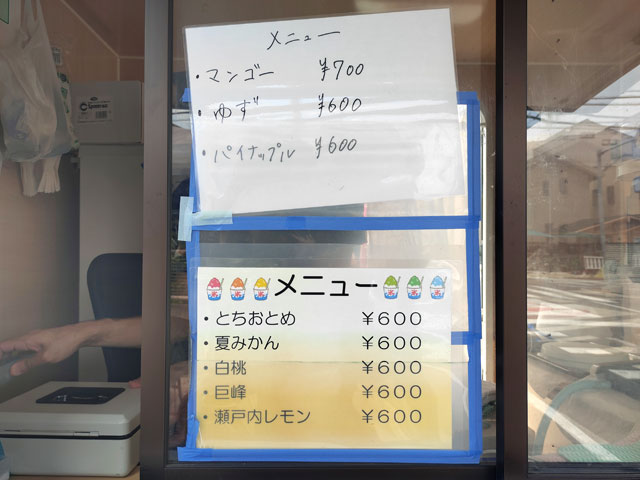 メニュー
・マンゴー ¥700
・ゆず ¥600
・パイナップル ¥600
メニュー
・とちおとめ ￥６００
・夏みかん ￥６００
・白桃 ￥６００
・巨峰 ￥６００
・瀬戸内レモン ￥６００